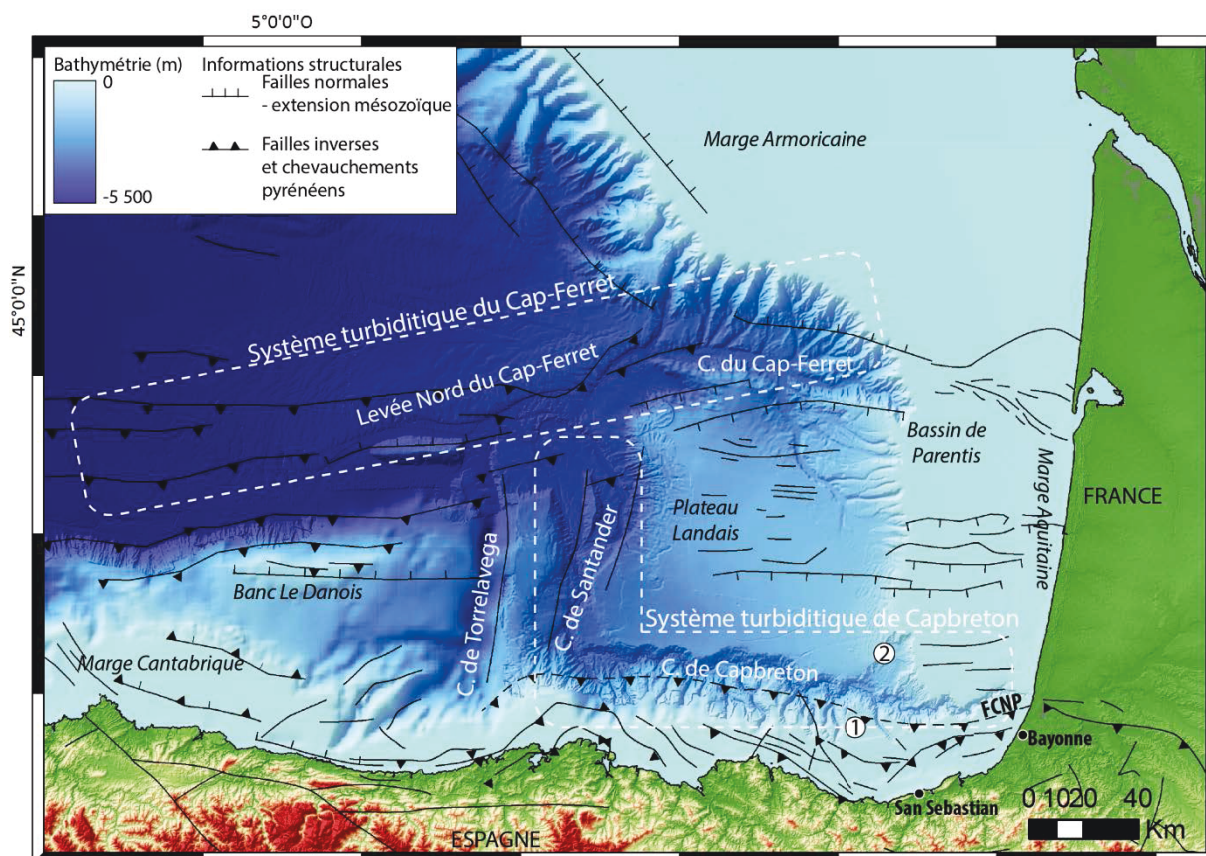 5°0'0"O
Bathymétrie (m)
0
-5 500
Informations structurales
Failles normales
- extension mésozoïque
Failles inverses
et chevauchements
pyrénéens
45°0'0"N
Marge Armoricaine
Système turbiditique du Cap-Ferret
Levée Nord du Cap-Ferret
C. du Cap-Ferret
Bassin de
Parentis
Marge Aquitaine
FRANCE
Plateau
Landais
C. de Torrelavega
C. de Santander
Banc Le Danois
Système turbiditique de Capbreton
Marge Cantabrique
C. de Capbreton
2
1
FCNP
Bayonne
San Sebastian
ESPAGNE
0 10 20 40
Km